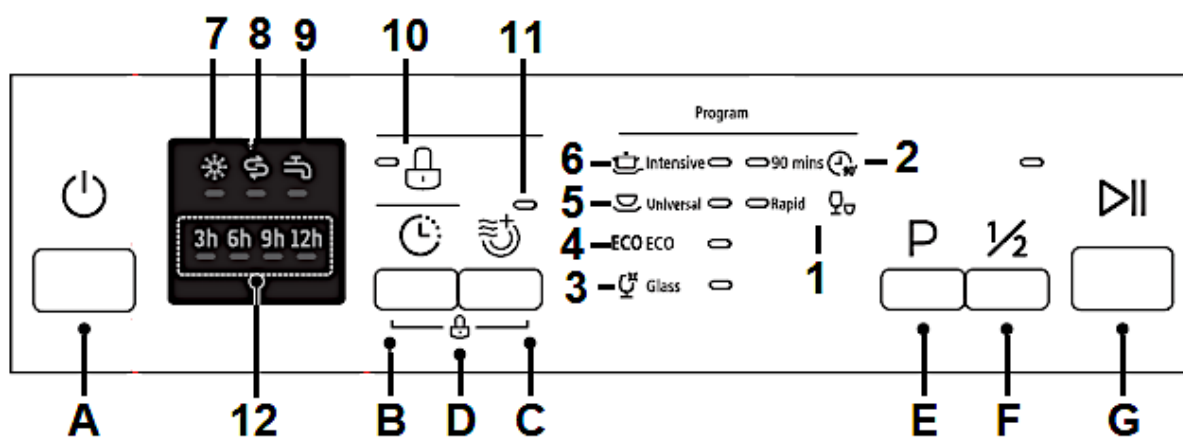 7 8 9 10 11
Program
6 Intensive 90 mins 90' 2
5 Universal Rapid
3h 6h 9h 12h
4 ECO ECO
P 1/2
3 Glass 1
A 12 B D C E F G